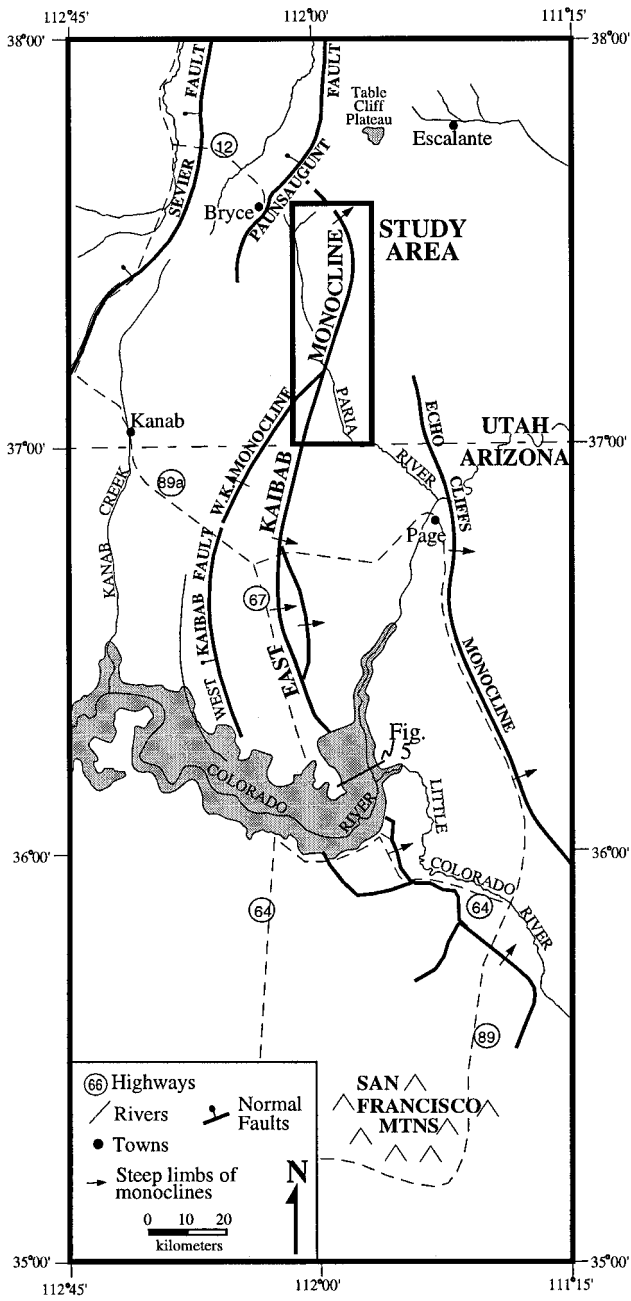 112°45' 112°00' 111°15'
38°00' 38°00'
FAULT
FAULT
Table
Cliff
Plateau
Escalante
12
SEVIER
PAUNSAUGUNT
Bryce
STUDY
AREA
MONOCLINE
PARIA
RIVER
W.K. MONOCLINE
ECHO
CLIFFS
MONOCLINE
Kanab
UTAH
37°00' 37°00'
ARIZONA
89a
KANAB CREEK
KAIBAB
Page
WEST KAIBAB FAULT
67
EAST
Fig.
5
COLORADO
RIVER
LITTLE
COLORADO
RIVER
36°00' 36°00'
64
64
89
SAN
FRANCISCO
MTNS
66 Highways
Rivers
Normal
Faults
Towns
Steep limbs of
monoclines
N
0 10 20
kilometers
35°00' 35°00'
112°45' 112°00' 111°15'